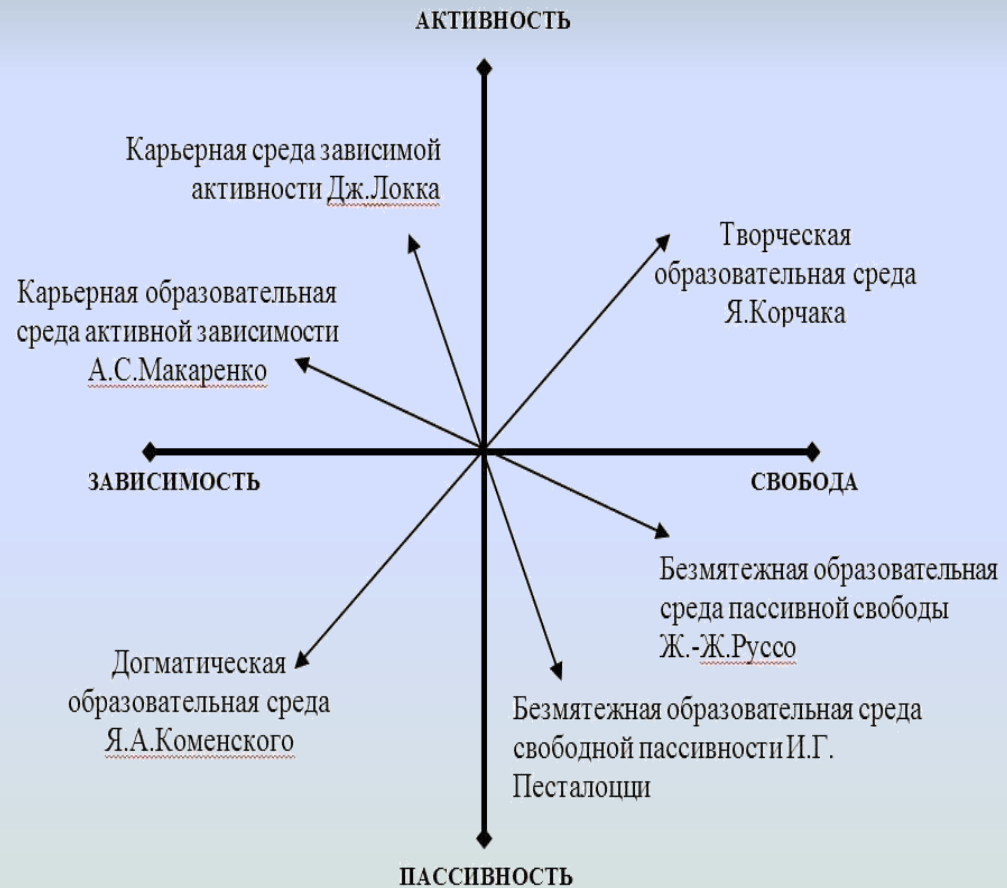 АКТИВНОСТЬ
Карьерная среда зависимой
активности Дж.Локка
Творческая
образовательная среда
Я.Корчака
Карьерная образовательная
среда активной зависимости
А.С.Макаренко
ЗАВИСИМОСТЬ
СВОБОДА
Безмятежная образовательная
среда пассивной свободы
Ж.-Ж.Руссо
Догматическая
образовательная среда
Я.А.Коменского
Безмятежная образовательная среда
свободной пассивности И.Г.
Песталоцци
ПАССИВНОСТЬ